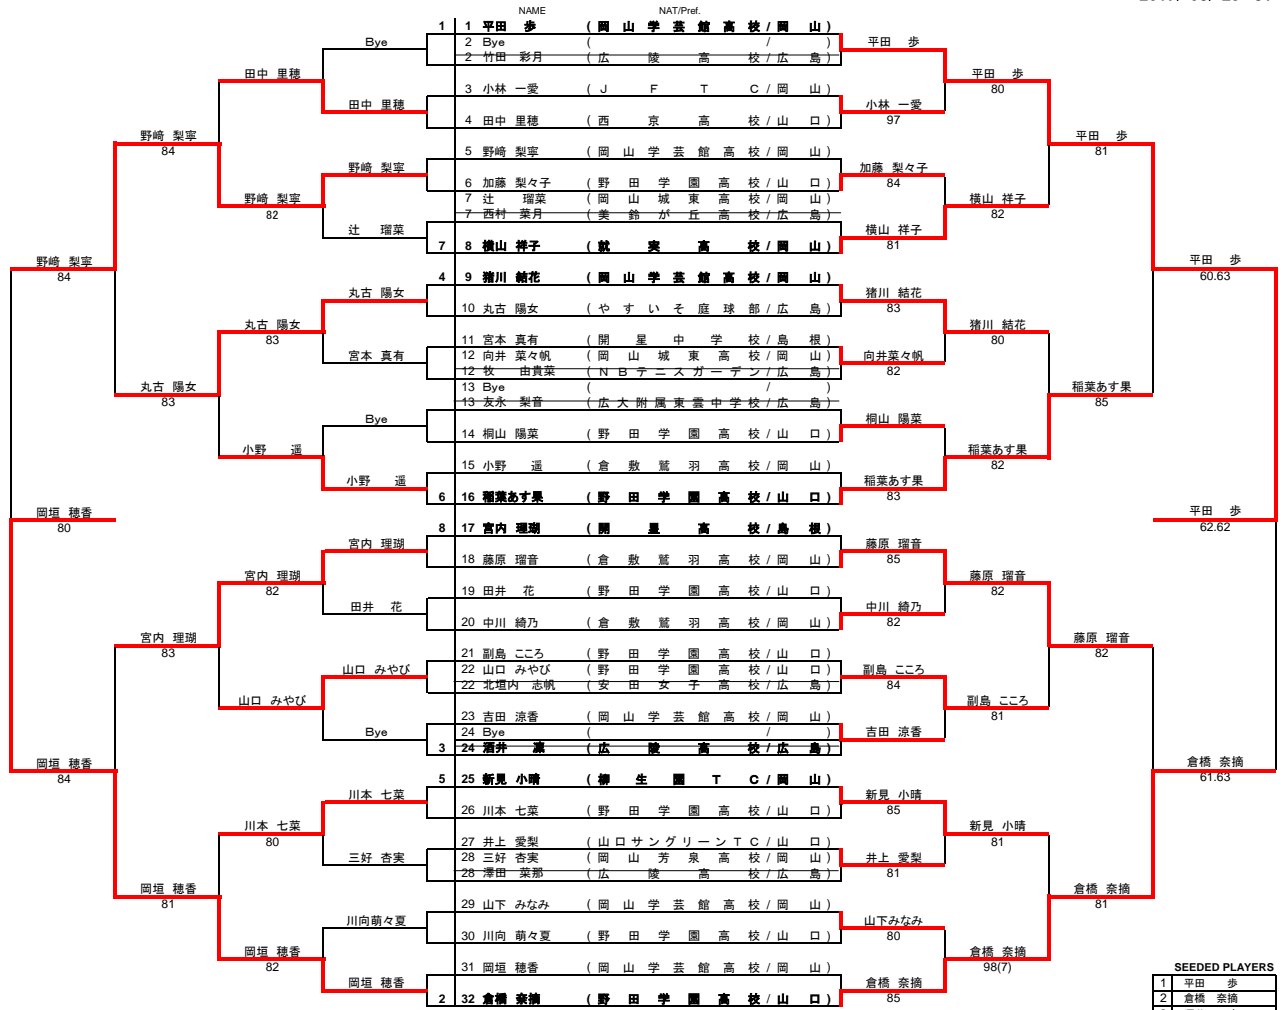 NAME NAT/Pref.
1 1 平田 歩 (岡山学芸館高校/岡山)
2 Bye ( / )
2 竹田 彩月 (広陵高校/広島)
3 小林 一愛 (JFTC/岡山)
4 田中 里穂 (西京高校/山口)
5 野﨑 梨寧 (岡山学芸館高校/岡山)
6 加藤 梨々子 (野田学園高校/山口)
7 辻 瑠菜 (岡山城東高校/岡山)
7 西村 菜月 (美鈴が丘高校/広島)
7 8 横山 祥子 (就実高校/岡山)
4 9 猪川 結花 (岡山学芸館高校/岡山)
10 丸古 陽女 (やすいそ庭球部/広島)
11 宮本 真有 (開星中学校/島根)
12 向井 菜々帆 (岡山城東高校/岡山)
12 牧 由貴菜 (NBテニスガーデン/広島)
13 Bye ( / )
13 友永 梨音 (広大附属東雲中学校/広島)
14 桐山 陽菜 (野田学園高校/山口)
15 小野 遥 (倉敷鷲羽高校/岡山)
6 16 稲葉あす果 (野田学園高校/山口)
8 17 宮内 理瑚 (開星高校/島根)
18 藤原 瑠音 (倉敷鷲羽高校/岡山)
19 田井 花 (野田学園高校/山口)
20 中川 綺乃 (倉敷鷲羽高校/岡山)
21 副島 こころ (野田学園高校/山口)
22 山口 みやび (野田学園高校/山口)
22 北垣内 志帆 (安田女子高校/広島)
23 吉田 涼香 (岡山学芸館高校/岡山)
24 Bye ( / )
3 24 酒井 凛 (広陵高校/広島)
5 25 新見 小晴 (柳生園TC/岡山)
26 川本 七菜 (野田学園高校/山口)
27 井上 愛梨 (山口サングリーンTC/山口)
28 三好 杏実 (岡山芳泉高校/岡山)
28 澤田 菜那 (広陵高校/広島)
29 山下 みなみ (岡山学芸館高校/岡山)
30 川向 萌々夏 (野田学園高校/山口)
31 岡垣 穂香 (岡山学芸館高校/岡山)
2 32 倉橋 奈摘 (野田学園高校/山口)
平田 歩
小林 一愛
97
加藤 梨々子
84
横山 祥子
81
猪川 結花
83
向井菜々帆
82
桐山 陽菜
稲葉あす果
83
藤原 瑠音
85
中川 綺乃
82
副島 こころ
84
吉田 涼香
新見 小晴
85
井上 愛梨
81
山下みなみ
80
倉橋 奈摘
85
平田 歩
80
横山 祥子
82
猪川 結花
80
稲葉あす果
82
藤原 瑠音
82
副島 こころ
81
新見 小晴
81
倉橋 奈摘
98(7)
平田 歩
81
稲葉あす果
85
藤原 瑠音
82
倉橋 奈摘
81
平田 歩
60.63
倉橋 奈摘
61.63
平田 歩
62.62
Bye
田中 里穂
野﨑 梨寧
辻 瑠菜
丸古 陽女
宮本 真有
Bye
小野 遥
宮内 理瑚
田井 花
山口 みやび
Bye
川本 七菜
三好 杏実
川向萌々夏
岡垣 穂香
田中 里穂
野﨑 梨寧
82
丸古 陽女
83
小野 遥
宮内 理瑚
82
山口 みやび
川本 七菜
80
岡垣 穂香
82
野﨑 梨寧
84
丸古 陽女
83
宮内 理瑚
83
岡垣 穂香
81
野﨑 梨寧
84
岡垣 穂香
84
岡垣 穂香
80
SEEDED PLAYERS
1 平田 歩
2 倉橋 奈摘